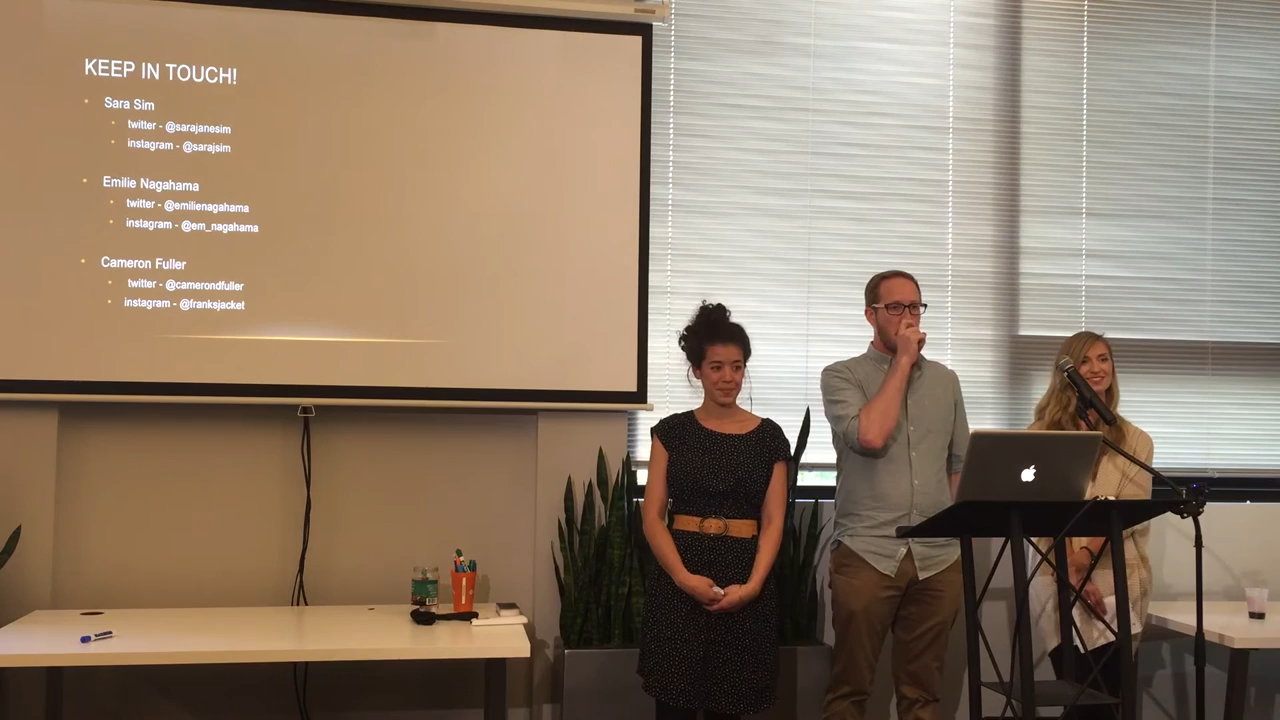 KEEP IN TOUCH!
Sara Sim
twitter - @sarajanesim
instagram - @sarajsim
Emilie Nagahama
twitter - @emilienagahama
instagram - @em_nagahama
Cameron Fuller
twitter - @camerondfuller
instagram - @franksjacket